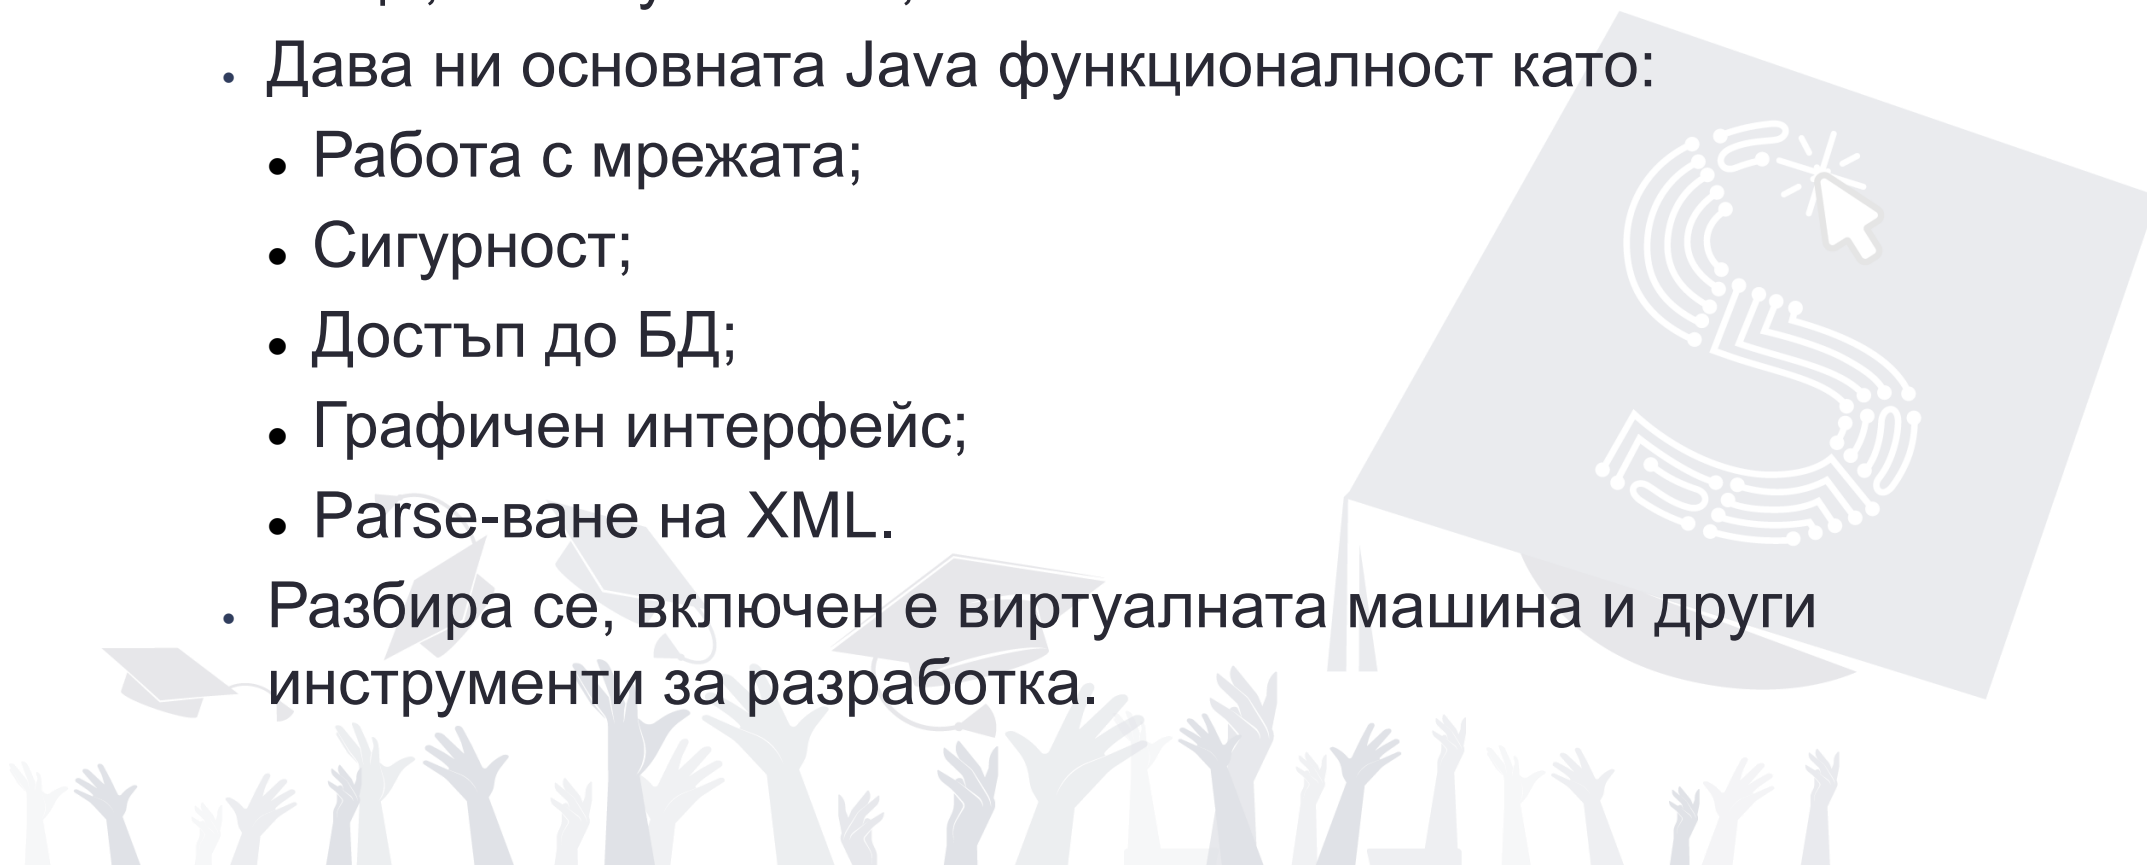 • Дава ни основната Java функционалност като:
• Работа с мрежата;
• Сигурност;
• Достъп до БД;
• Графичен интерфейс;
• Parse-ване на XML.
• Разбира се, включен е виртуалната машина и други
инструменти за разработка.